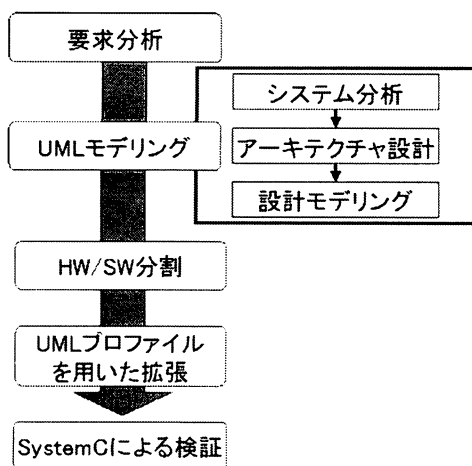 要求分析
UMLモデリング
システム分析
アーキテクチャ設計
設計モデリング
HW/SW分割
UMLプロファイル
を用いた拡張
SystemCによる検証